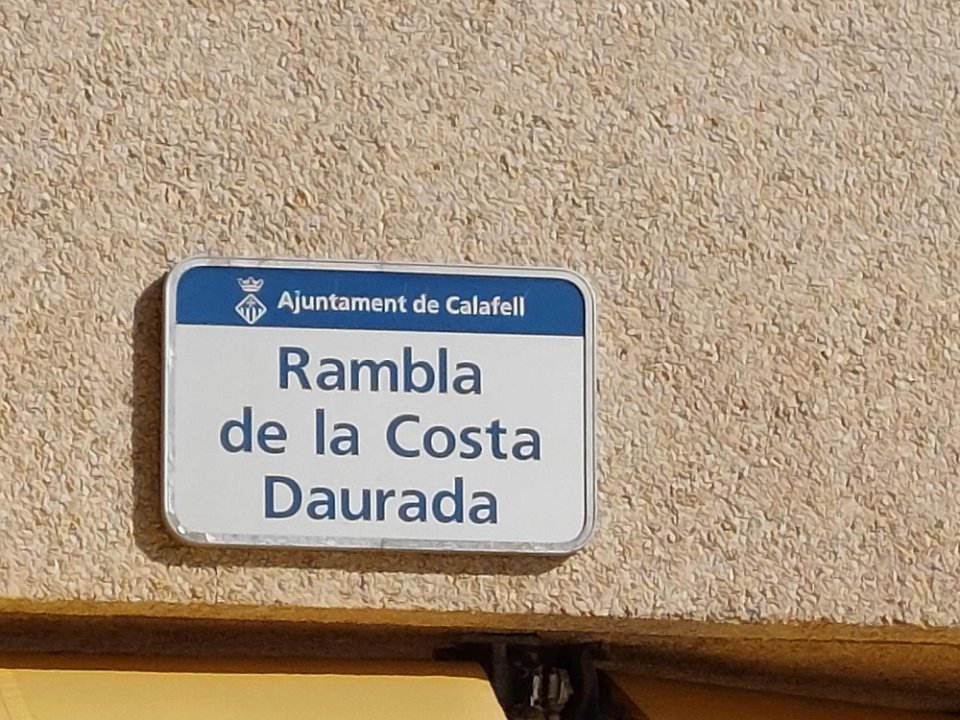 Ajuntament de Calafell
Rambla
de la Costa
Daurada